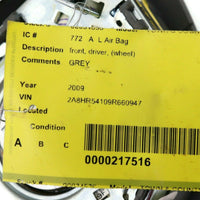 IC # 772 A L Air Bag
Description front, driver, (wheel)
Comments GREY
Year 2009
VIN 2A8HR54109R660947
Located
Condition
A B C
0000217516